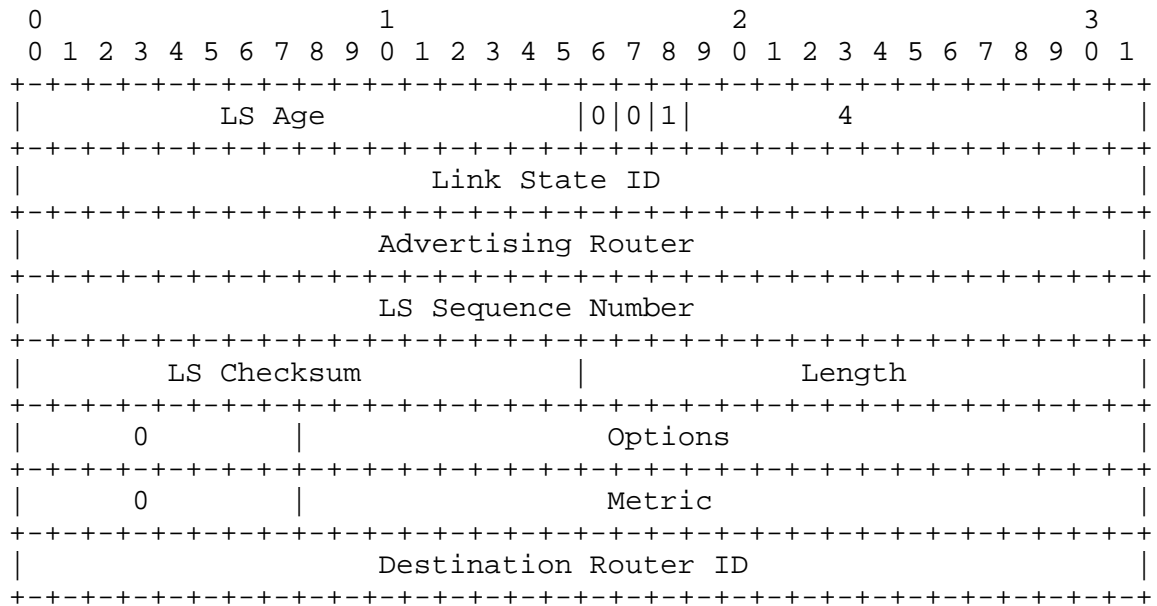 0                   1                   2                   3
 0 1 2 3 4 5 6 7 8 9 0 1 2 3 4 5 6 7 8 9 0 1 2 3 4 5 6 7 8 9 0 1
+-+-+-+-+-+-+-+-+-+-+-+-+-+-+-+-+-+-+-+-+-+-+-+-+-+-+-+-+-+-+-+-+
|           LS Age              |0|0|1|        4                |
+-+-+-+-+-+-+-+-+-+-+-+-+-+-+-+-+-+-+-+-+-+-+-+-+-+-+-+-+-+-+-+-+
|                       Link State ID                           |
+-+-+-+-+-+-+-+-+-+-+-+-+-+-+-+-+-+-+-+-+-+-+-+-+-+-+-+-+-+-+-+-+
|                    Advertising Router                         |
+-+-+-+-+-+-+-+-+-+-+-+-+-+-+-+-+-+-+-+-+-+-+-+-+-+-+-+-+-+-+-+-+
|                    LS Sequence Number                         |
+-+-+-+-+-+-+-+-+-+-+-+-+-+-+-+-+-+-+-+-+-+-+-+-+-+-+-+-+-+-+-+-+
|        LS Checksum            |            Length             |
+-+-+-+-+-+-+-+-+-+-+-+-+-+-+-+-+-+-+-+-+-+-+-+-+-+-+-+-+-+-+-+-+
|      0        |                 Options                       |
+-+-+-+-+-+-+-+-+-+-+-+-+-+-+-+-+-+-+-+-+-+-+-+-+-+-+-+-+-+-+-+-+
|      0        |                 Metric                        |
+-+-+-+-+-+-+-+-+-+-+-+-+-+-+-+-+-+-+-+-+-+-+-+-+-+-+-+-+-+-+-+-+
|                    Destination Router ID                      |
+-+-+-+-+-+-+-+-+-+-+-+-+-+-+-+-+-+-+-+-+-+-+-+-+-+-+-+-+-+-+-+-+